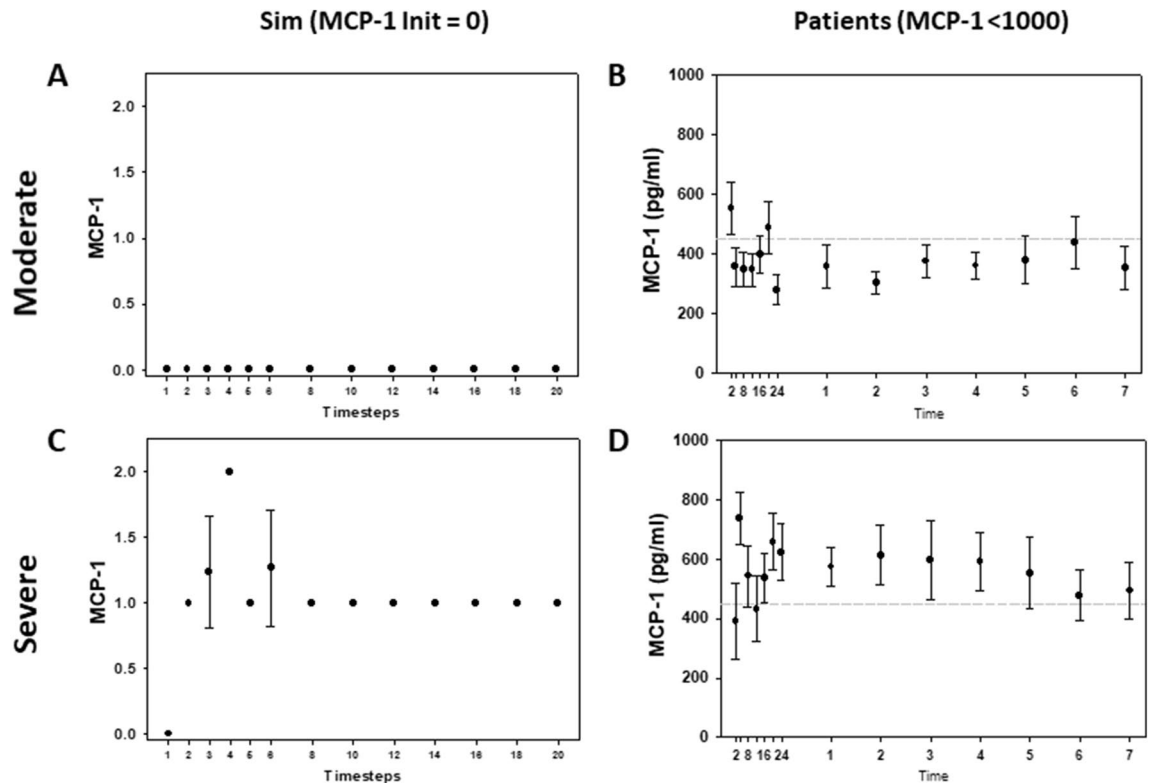 Sim (MCP-1 Init = 0)
Patients (MCP-1 <1000)
Moderate
A
MCP-1
2.0
1.5
1.0
0.5
0.0
1 2 3 4 5 6 8 10 12 14 16 18 20
Timesteps
B
MCP-1 (pg/ml)
1000
800
600
400
200
0
2 8 16 24 1 2 3 4 5 6 7
Time
Severe
C
MCP-1
2.0
1.5
1.0
0.5
0.0
1 2 3 4 5 6 8 10 12 14 16 18 20
Timesteps
D
MCP-1 (pg/ml)
1000
800
600
400
200
0
2 8 16 24 1 2 3 4 5 6 7
Time